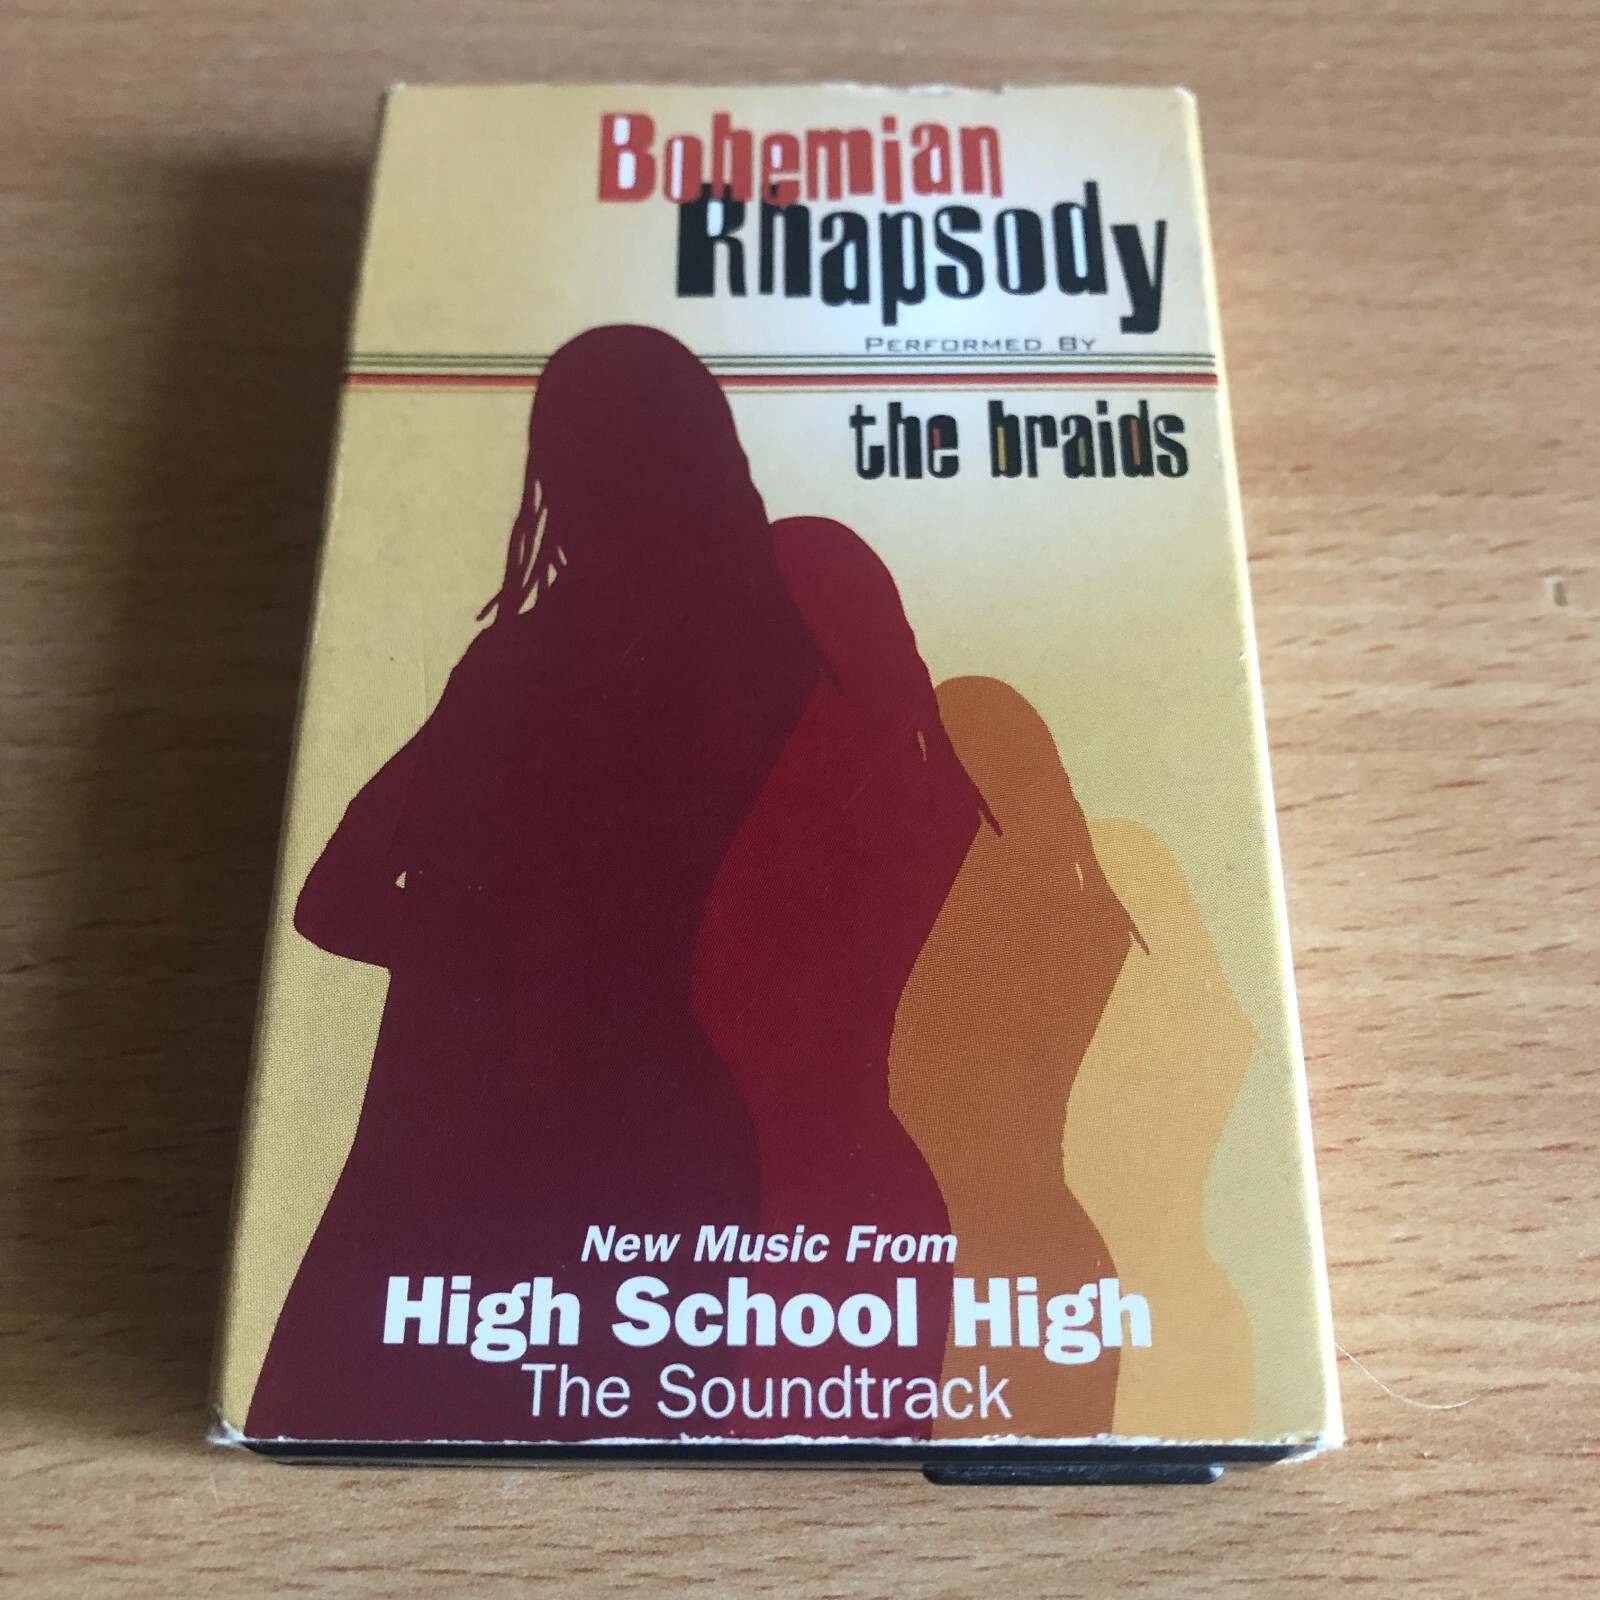 Bohemian
Rhapsody
PERFORMED BY
the braids
New Music From
High School High
The Soundtrack